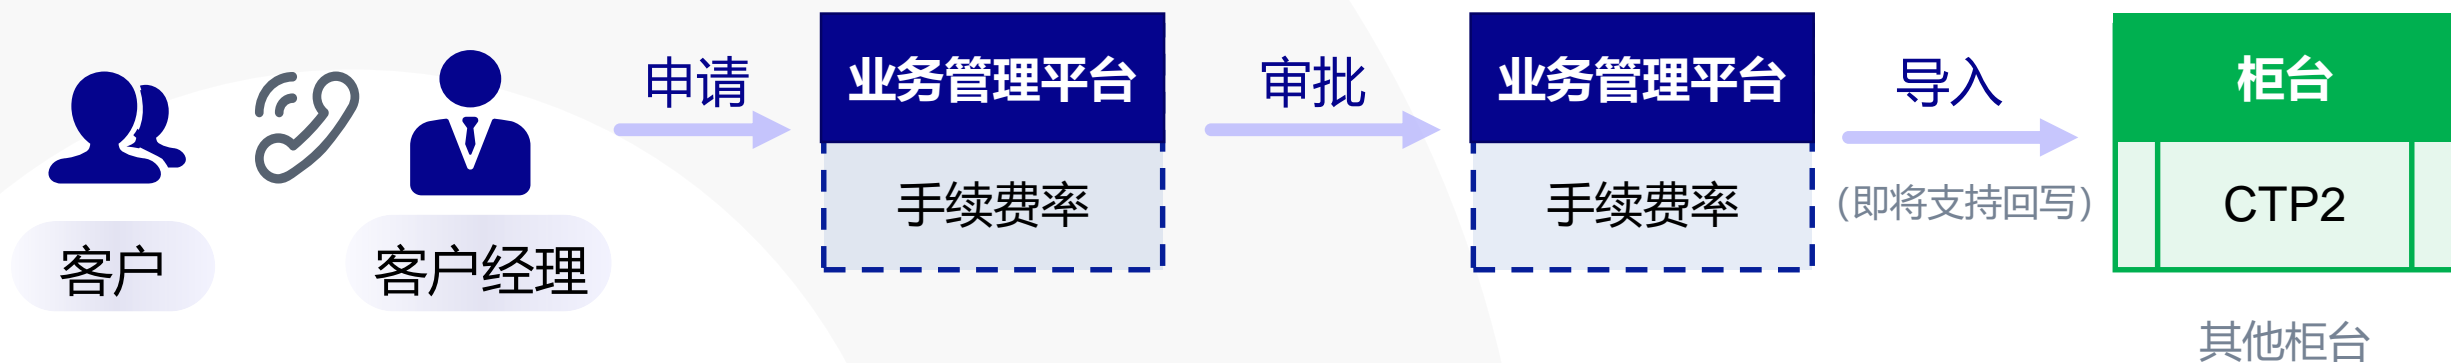 客户
客户经理
申请
业务管理平台
手续费率
审批
业务管理平台
手续费率
导入
（即将支持回写）
柜台
CTP2
其他柜台